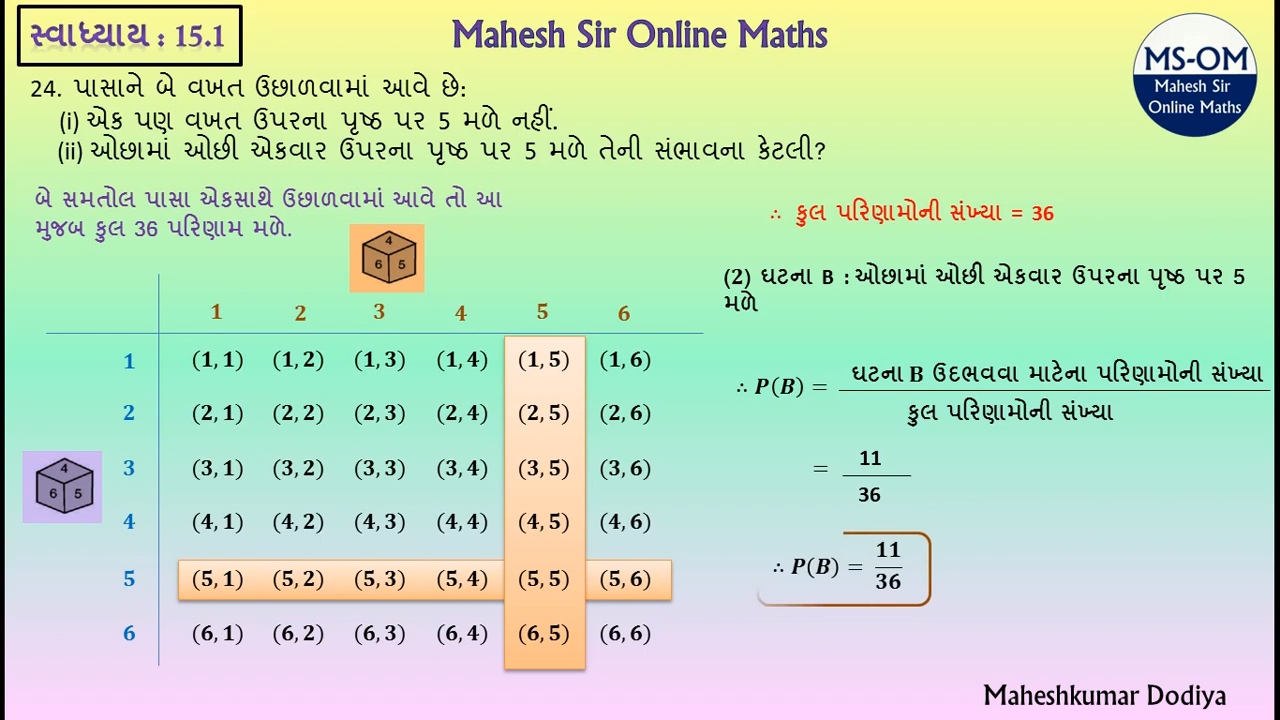 સ્વાધ્યાય : 15.1
Mahesh Sir Online Maths
MS-OM
Mahesh Sir
Online Maths
24. પાસાને બે વખત ઉછાળવામાં આવે છે:
(i) એક પણ વખત ઉપરના પૃષ્ઠ પર 5 મળે નહીં.
(ii) ઓછામાં ઓછી એકવાર ઉપરના પૃષ્ઠ પર 5 મળે તેની સંભાવના કેટલી?
બે સમતોલ પાસા એકસાથે ઉછાળવામાં આવે તો આ
મુજબ કુલ 36 પરિણામ મળે.
4
6 5
1 2 3 4 5 6
1 (1, 1) (1, 2) (1, 3) (1, 4) (1, 5) (1, 6)
2 (2, 1) (2, 2) (2, 3) (2, 4) (2, 5) (2, 6)
3 (3, 1) (3, 2) (3, 3) (3, 4) (3, 5) (3, 6)
4
6 5
4 (4, 1) (4, 2) (4, 3) (4, 4) (4, 5) (4, 6)
5 (5, 1) (5, 2) (5, 3) (5, 4) (5, 5) (5, 6)
6 (6, 1) (6, 2) (6, 3) (6, 4) (6, 5) (6, 6)
∴ કુલ પરિણામોની સંખ્યા = 36
(2) ઘટના B : ઓછામાં ઓછી એકવાર ઉપરના પૃષ્ઠ પર 5
મળે
∴ P(B) = ઘટના B ઉદભવવા માટેના પરિણામોની સંખ્યા
કુલ પરિણામોની સંખ્યા
= 11
36
∴ P(B) = 11
36
Maheshkumar Dodiya